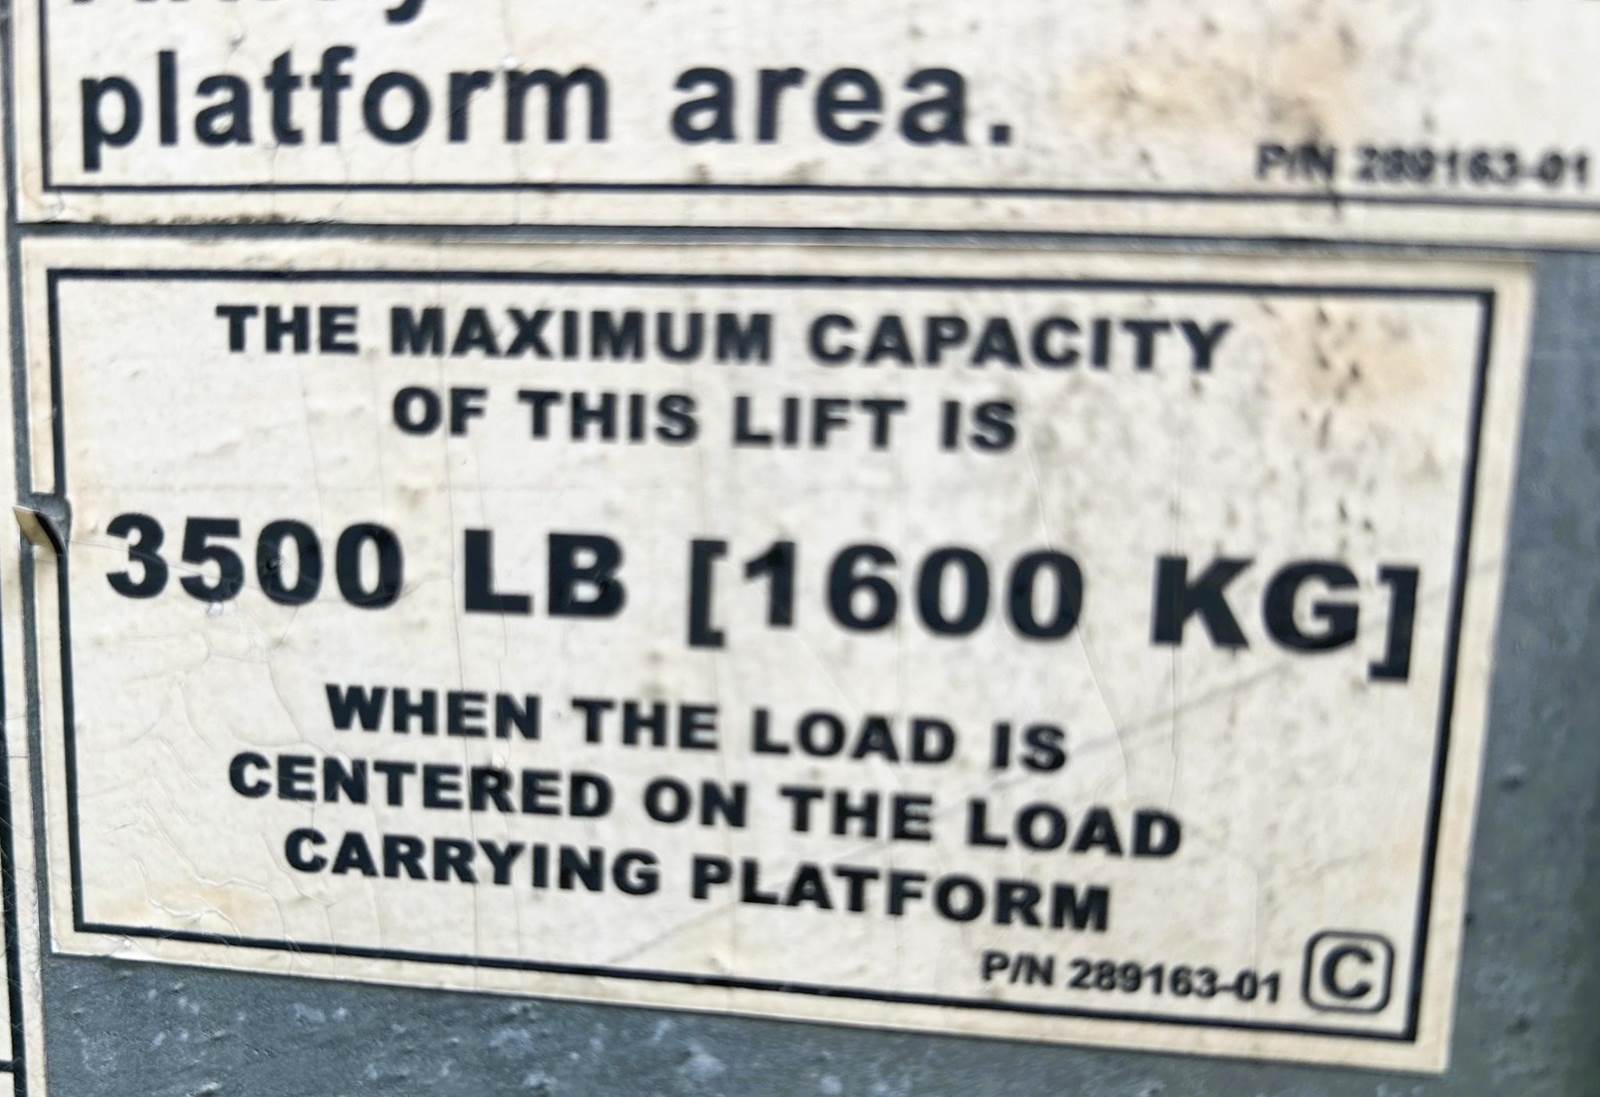 platform area.
P/N 289163-01
THE MAXIMUM CAPACITY
OF THIS LIFT IS
3500 LB [1600 KG]
WHEN THE LOAD IS
CENTERED ON THE LOAD
CARRYING PLATFORM
P/N 289163-01 C